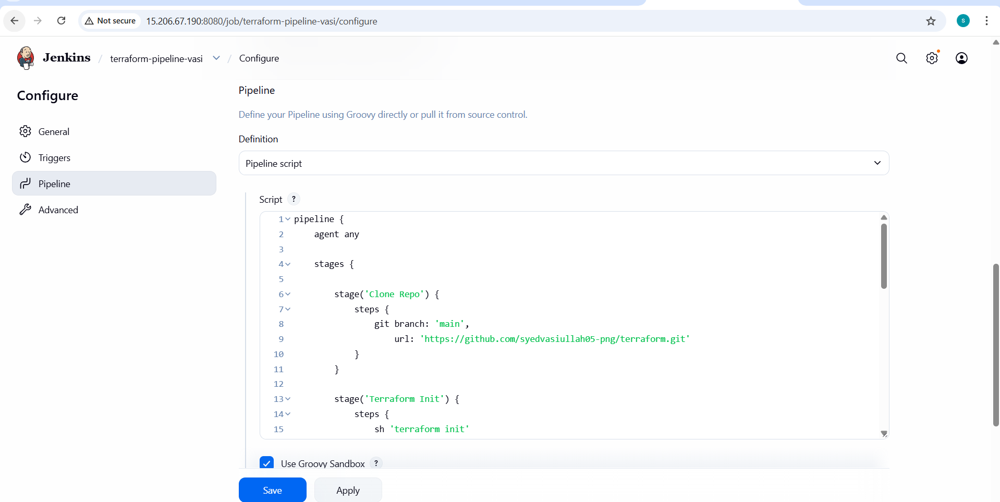 Not secure 15.206.67.190:8080/job/terraform-pipeline-vasi/configure
S
Jenkins / terraform-pipeline-vasi / Configure
Configure
General
Triggers
Pipeline
Advanced
Pipeline
Define your Pipeline using Groovy directly or pull it from source control.
Definition
Pipeline script
Script ?
1 pipeline {
2     agent any
3
4     stages {
5
6         stage('Clone Repo') {
7             steps {
8                 git branch: 'main',
9                     url: 'https://github.com/syedvasiullah05-png/terraform.git'
10             }
11         }
12
13         stage('Terraform Init') {
14             steps {
15                 sh 'terraform init'
Use Groovy Sandbox ?
Save Apply